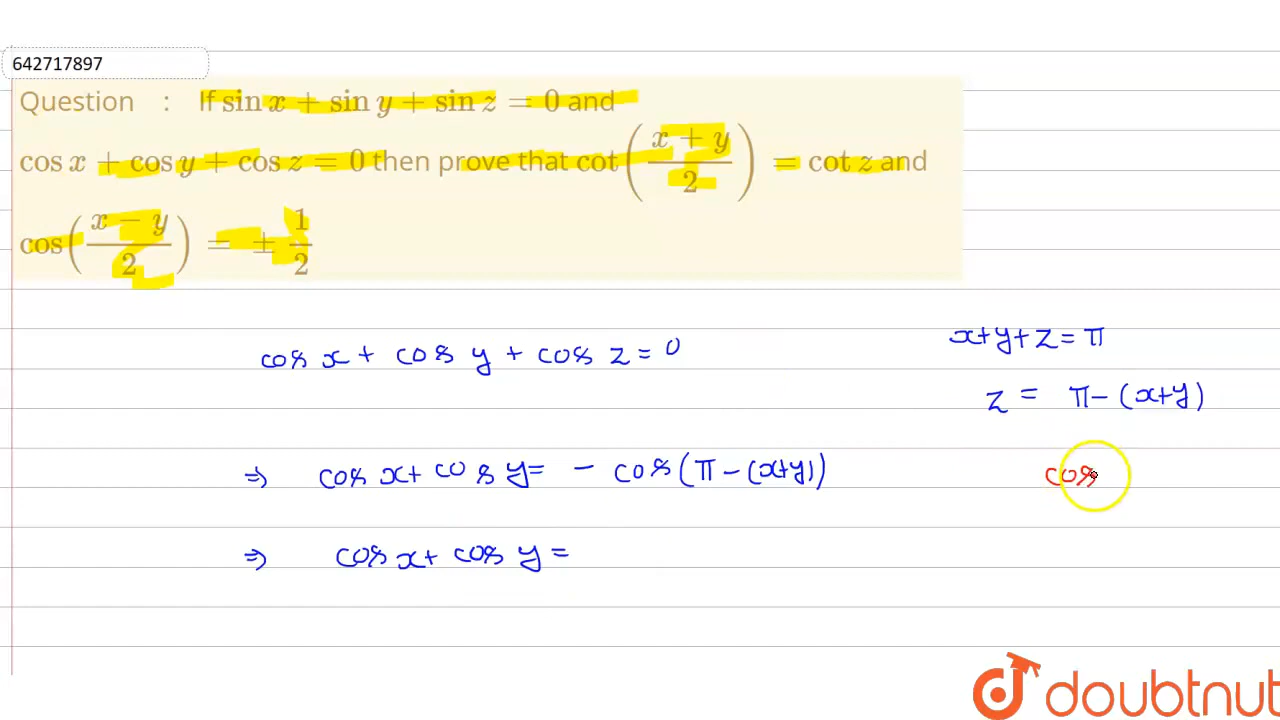 642717897
Question : If sin x + sin y + sin z = 0 and
cos x + cos y + cos z = 0 then prove that cot((x + y)/2) = cot z and
cos((x − y)/2) = ± 1/2
cos x + cos y + cos z = 0
x+y+z = π
z = π − (x+y)
⇒ cos x + cos y = − cos(π − (x+y))
cos
⇒ cos x + cos y =
doubtnut